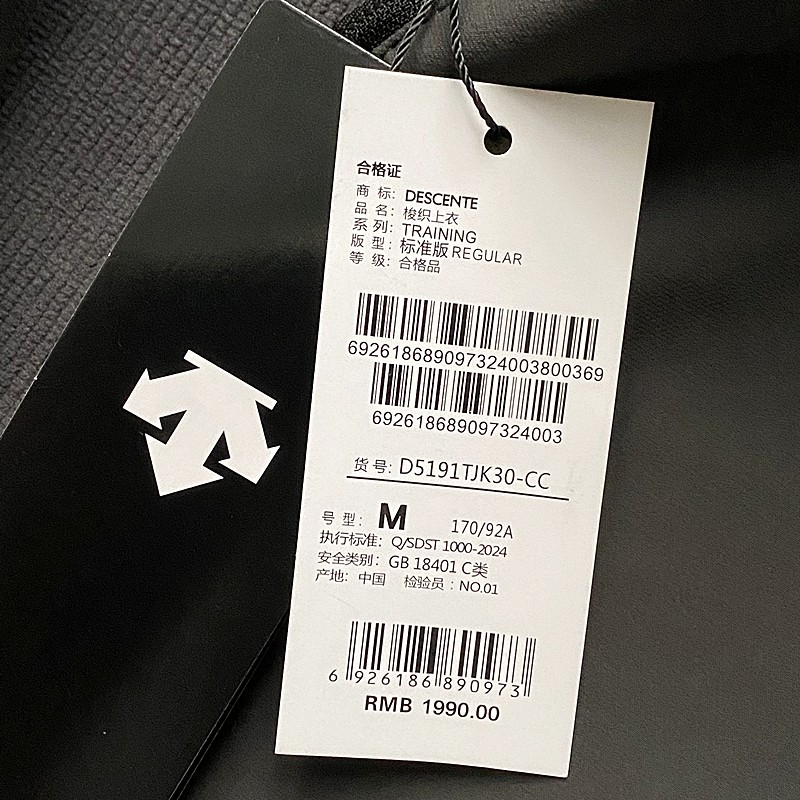 合格证
商 标：DESCENTE
品 名：梭织上衣
系 列：TRAINING
版 型：标准版 REGULAR
等 级：合格品
692618689097324003800369
692618689097324003
货 号：D5191TJK30-CC
号 型： M 170/92A
执行标准：Q/SDST 1000-2024
安全类别：GB 18401 C类
产地：中国 检验员：NO.01
6 926186 890973
RMB 1990.00